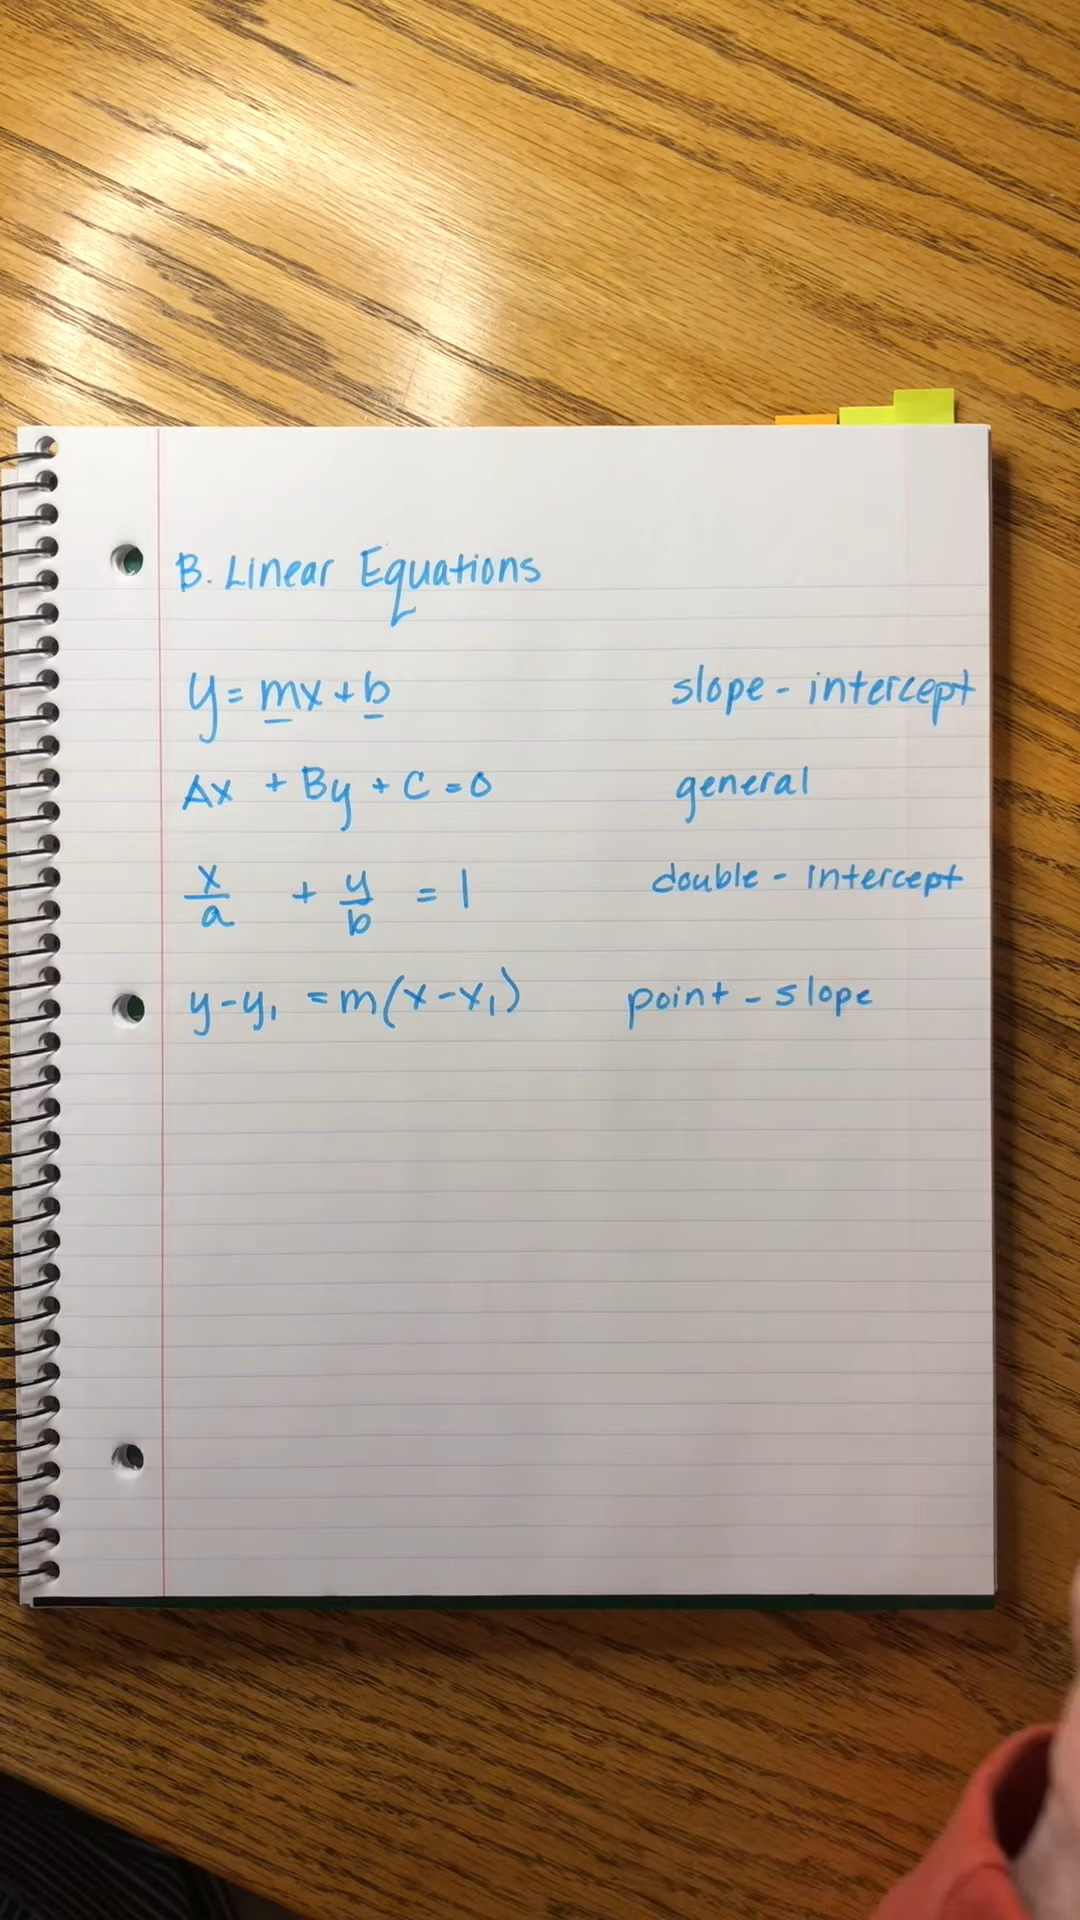 B. Linear Equations
y = mx + b slope - intercept
Ax + By + C = 0 general
x/a + y/b = 1 double - intercept
y - y₁ = m(x - x₁) point - slope